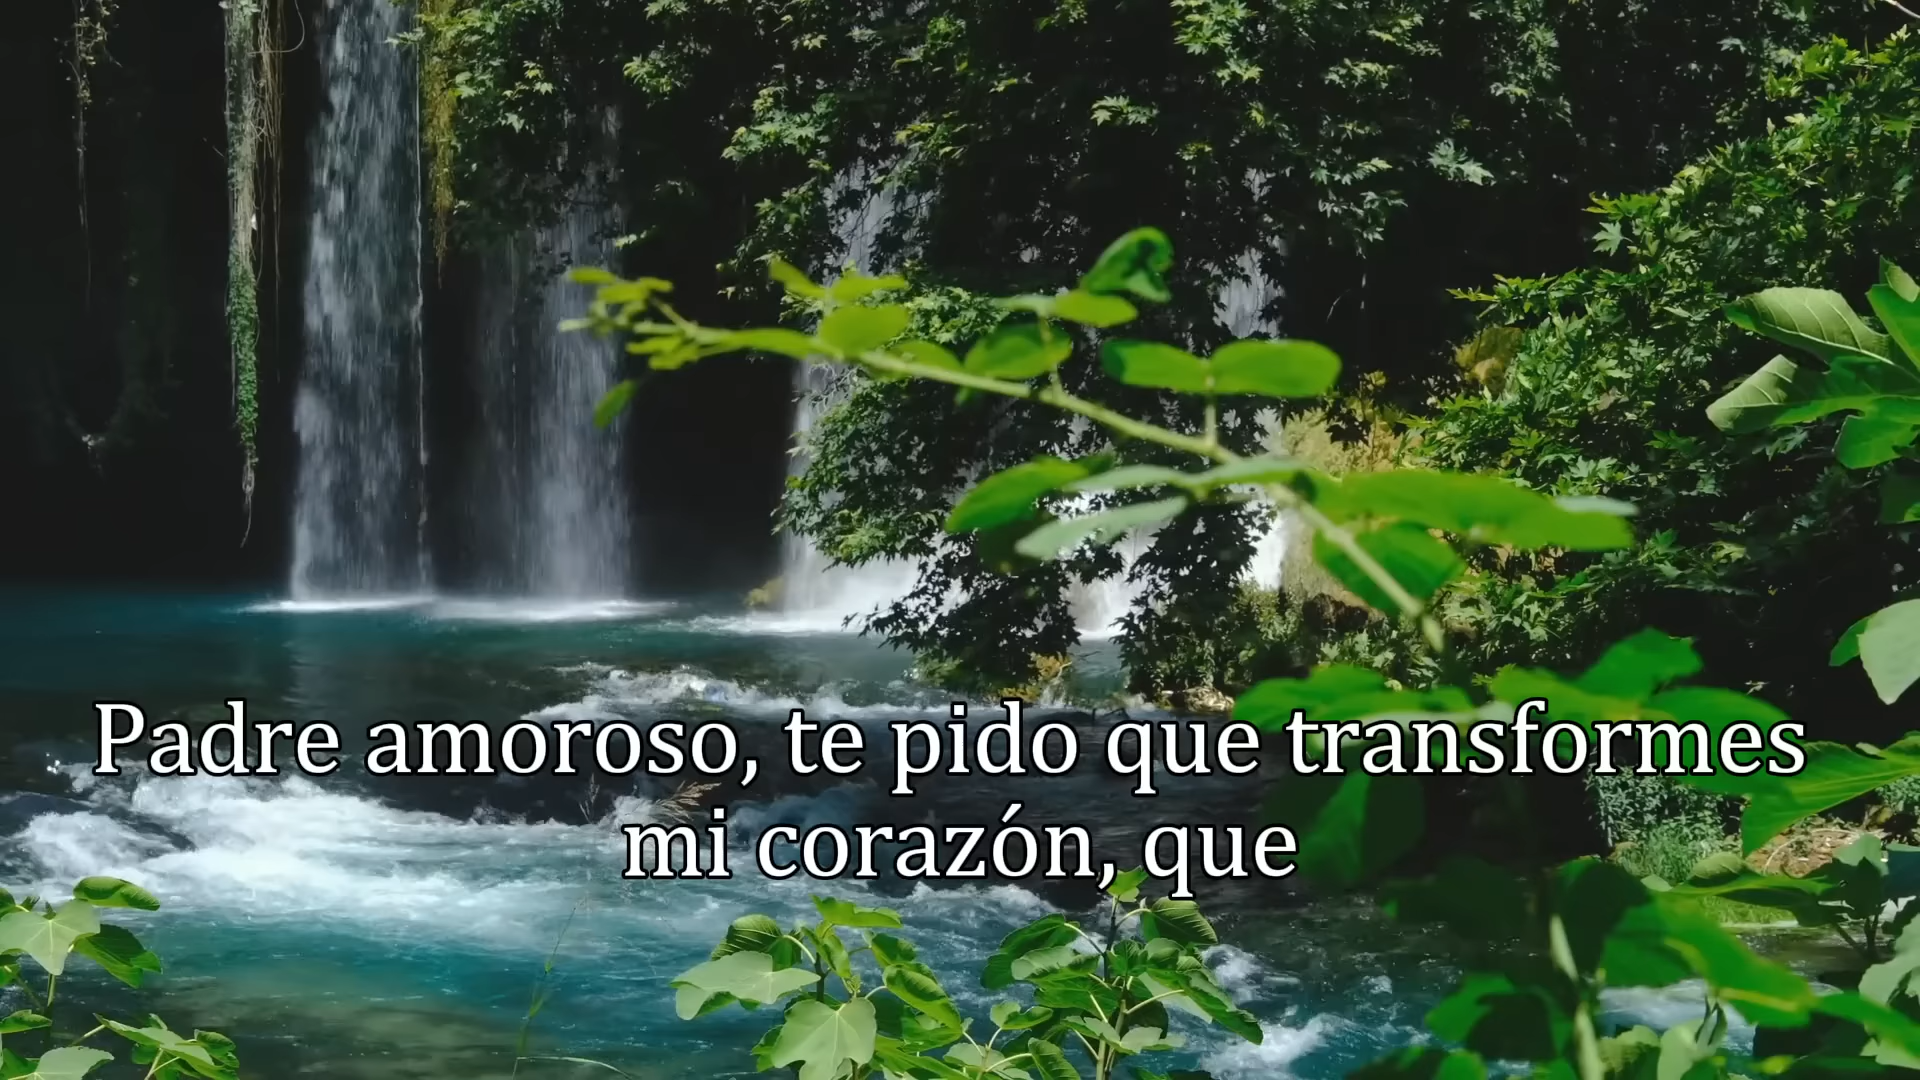 Padre amoroso, te pido que transformes
mi corazón, que